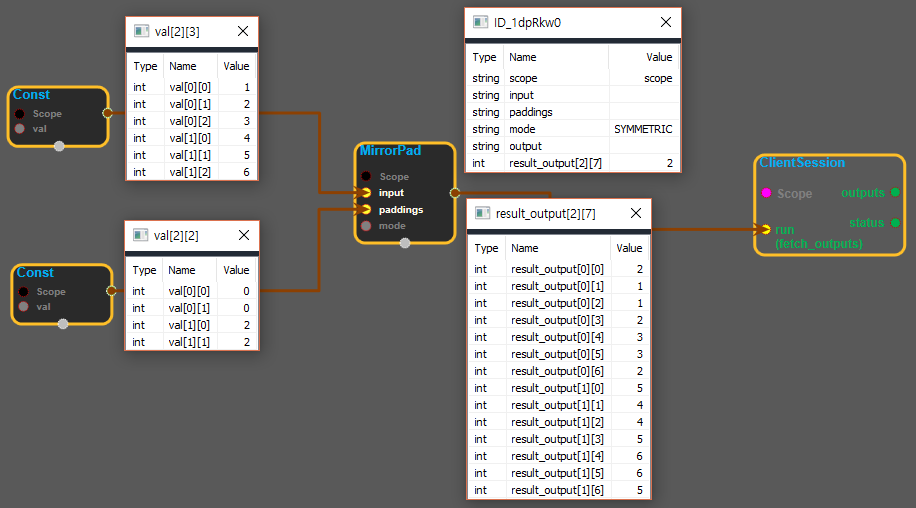 val[2][3]
Type Name Value
int val[0][0] 1
int val[0][1] 2
int val[0][2] 3
int val[1][0] 4
int val[1][1] 5
int val[1][2] 6
ID_1dpRkw0
Type Name Value
string scope scope
string input
string paddings
string mode SYMMETRIC
string output
int result_output[2][7] 2
Const
Scope
val
MirrorPad
Scope
input
paddings
mode
ClientSession
Scope outputs
status
run
(fetch_outputs)
val[2][2]
Type Name Value
int val[0][0] 0
int val[0][1] 0
int val[1][0] 2
int val[1][1] 2
Const
Scope
val
result_output[2][7]
Type Name Value
int result_output[0][0] 2
int result_output[0][1] 1
int result_output[0][2] 1
int result_output[0][3] 2
int result_output[0][4] 3
int result_output[0][5] 3
int result_output[0][6] 2
int result_output[1][0] 5
int result_output[1][1] 4
int result_output[1][2] 4
int result_output[1][3] 5
int result_output[1][4] 6
int result_output[1][5] 6
int result_output[1][6] 5